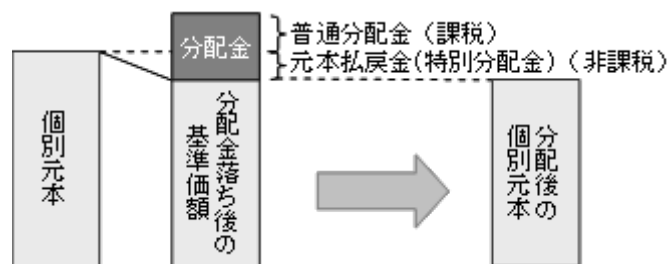 分配金
普通分配金（課税）
元本払戻金(特別分配金)（非課税）
個別元本
分配金落ち後の
基準価額
分配後の
個別元本